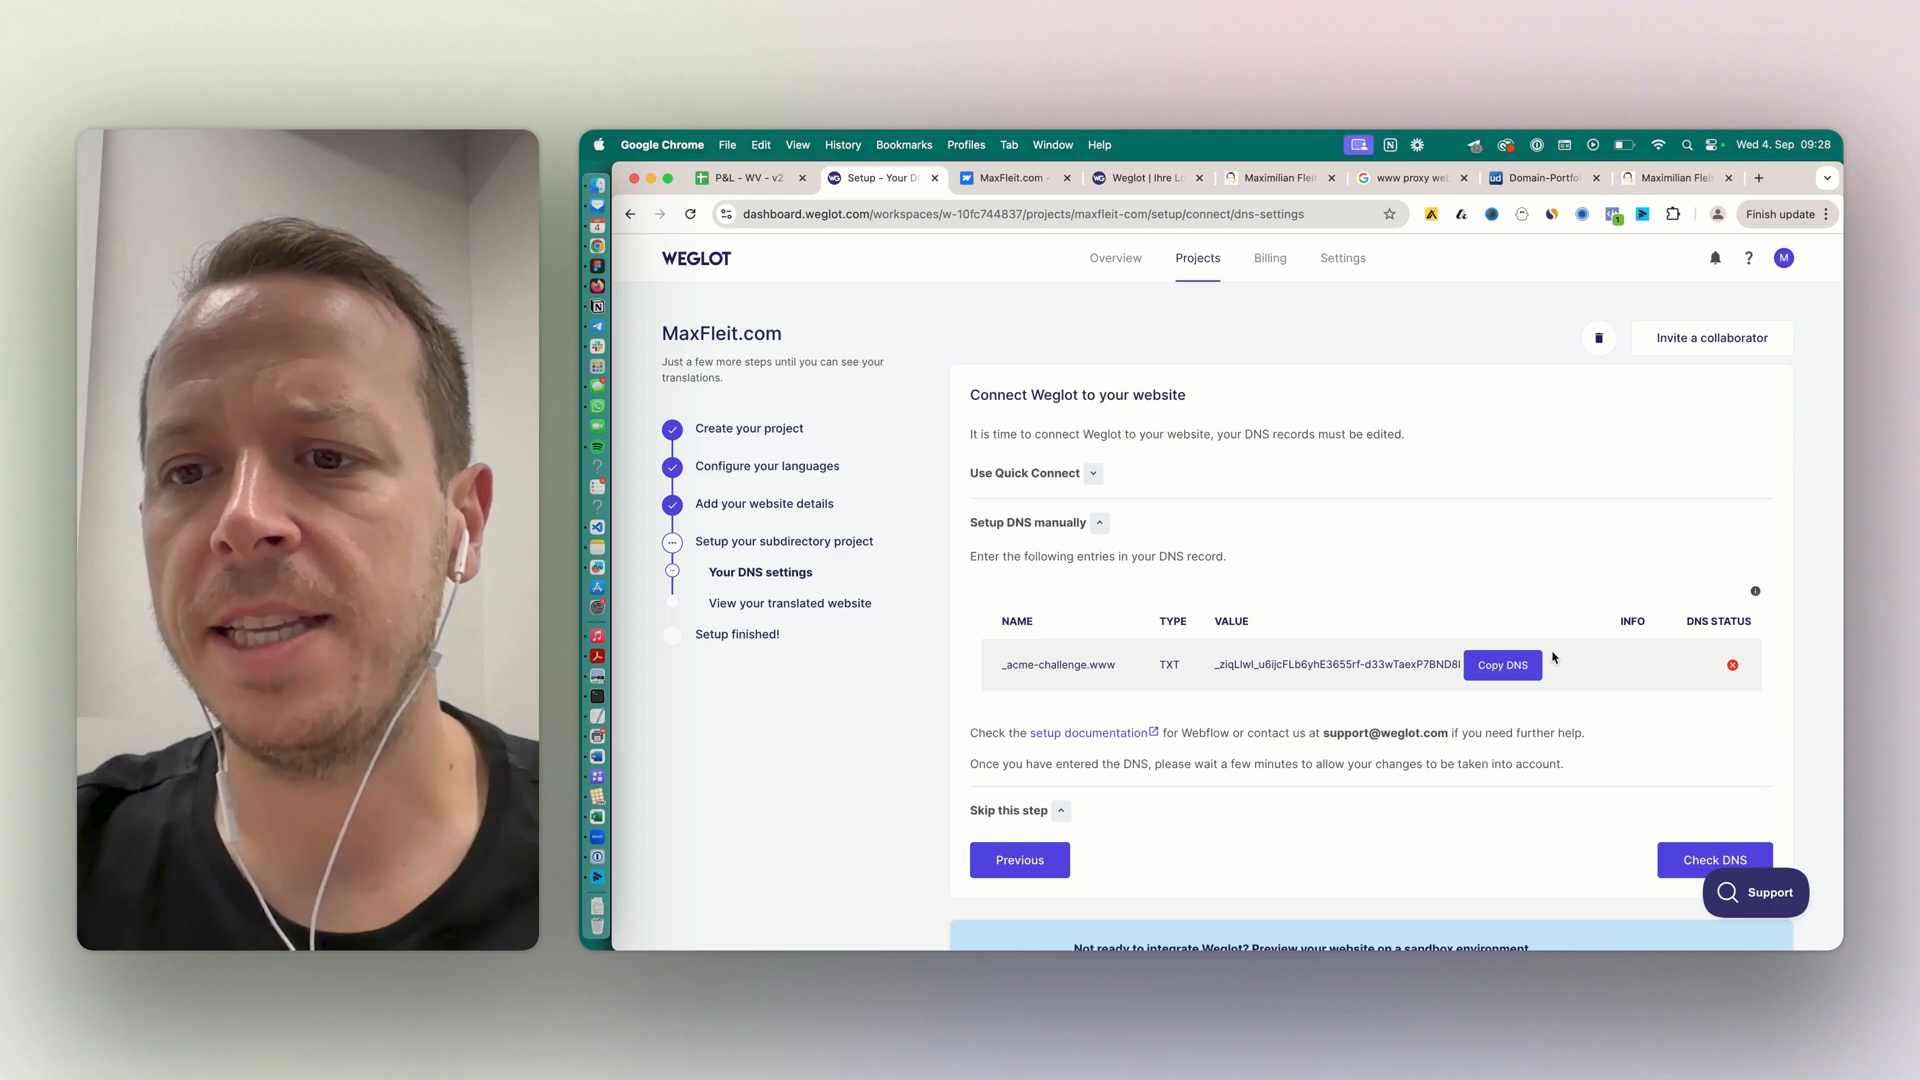 Google Chrome File Edit View History Bookmarks Profiles Tab Window Help Wed 4. Sep 09:28
P&L - WV - v2 Setup - Your D MaxFleit.com - Weglot | Ihre Lo Maximilian Fleit www proxy we ud Domain-Portfo Maximilian Fleit
dashboard.weglot.com/workspaces/w-10fc744837/projects/maxfleit-com/setup/connect/dns-settings Finish update
WEGLOT Overview Projects Billing Settings ? M
MaxFleit.com
Invite a collaborator
Just a few more steps until you can see your
translations.
Create your project
Configure your languages
Add your website details
Setup your subdirectory project
Your DNS settings
View your translated website
Setup finished!
Connect Weglot to your website
It is time to connect Weglot to your website, your DNS records must be edited.
Use Quick Connect
Setup DNS manually
Enter the following entries in your DNS record.
NAME TYPE VALUE INFO DNS STATUS
_acme-challenge.www TXT _ziqLlwl_u6ijcFLb6yhE3655rf-d33wTaexP7BND8I Copy DNS
Check the setup documentation for Webflow or contact us at support@weglot.com if you need further help.
Once you have entered the DNS, please wait a few minutes to allow your changes to be taken into account.
Skip this step
Previous
Check DNS
Support
Not ready to integrate Weglot? Preview your website on a sandbox environment